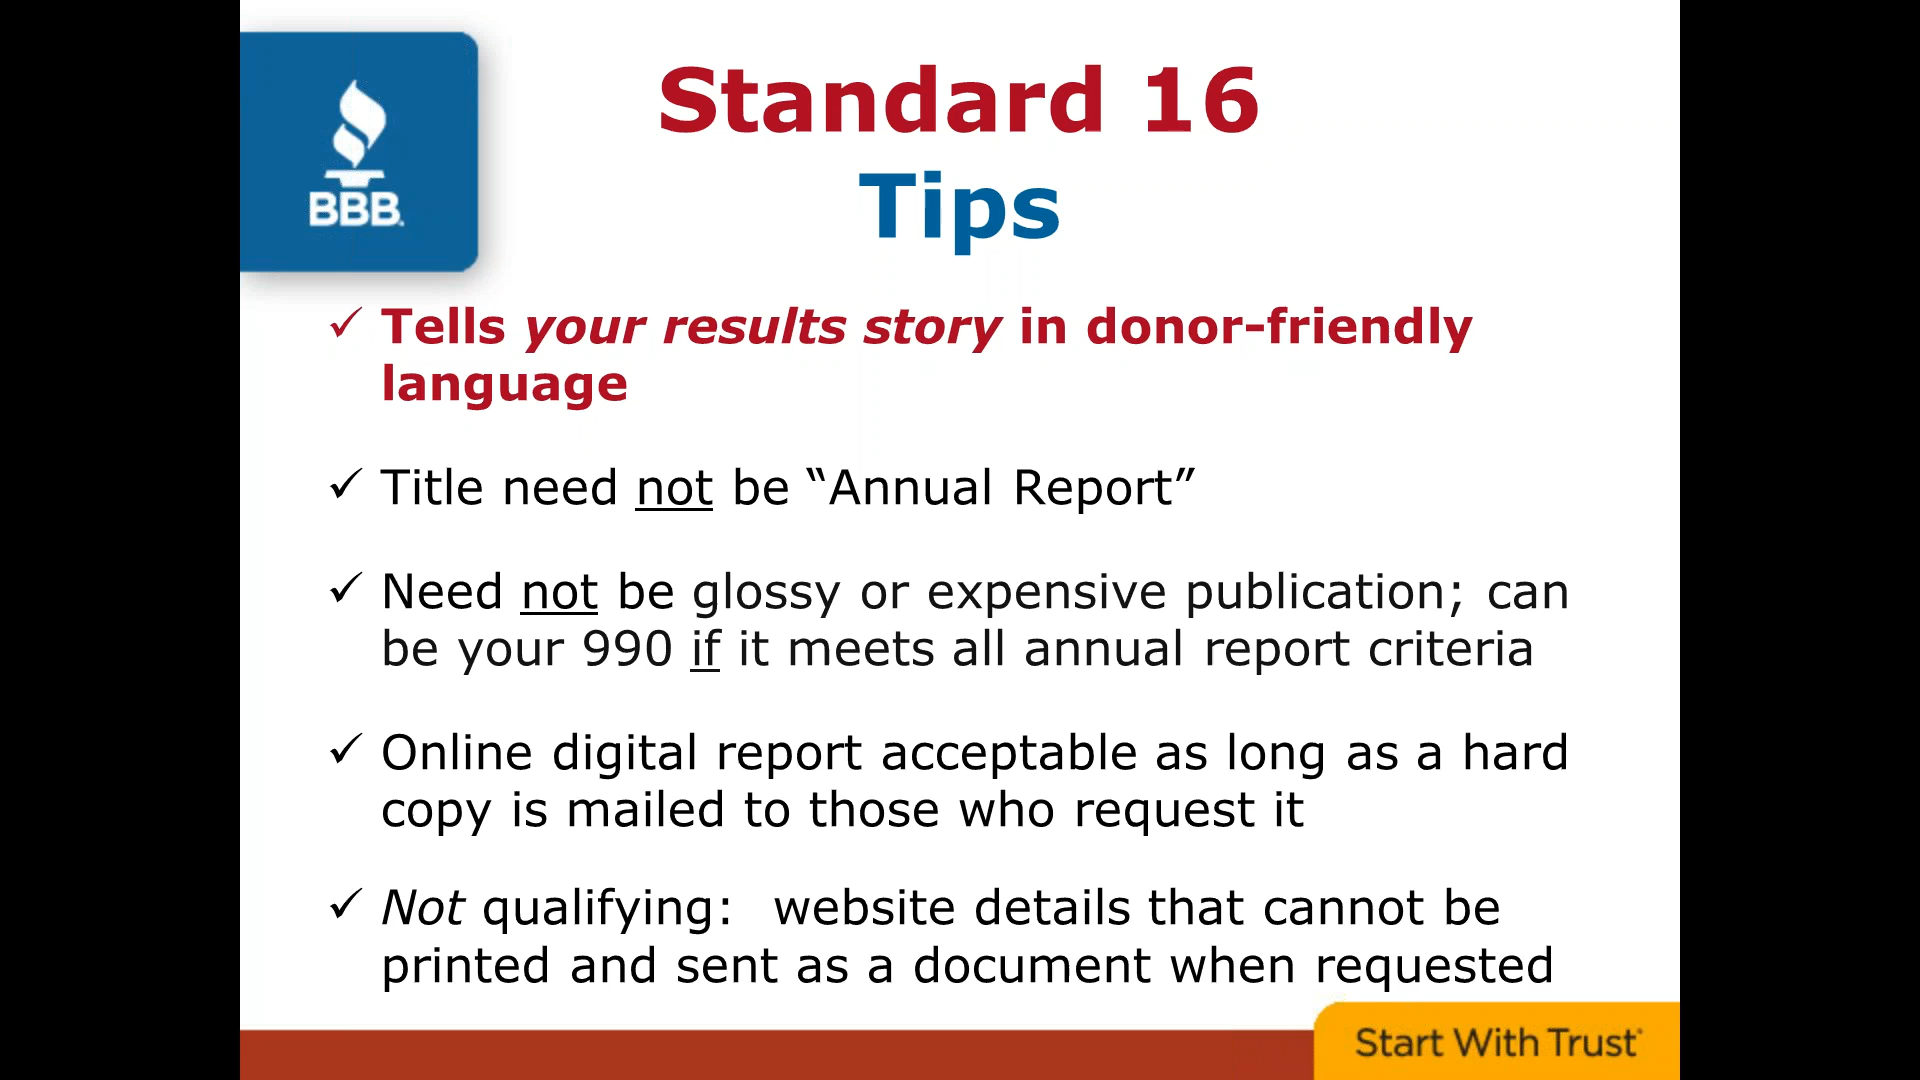 BBB.
Standard 16
Tips
✓ Tells your results story in donor-friendly
language
✓ Title need not be “Annual Report”
✓ Need not be glossy or expensive publication; can
be your 990 if it meets all annual report criteria
✓ Online digital report acceptable as long as a hard
copy is mailed to those who request it
✓ Not qualifying:  website details that cannot be
printed and sent as a document when requested
Start With Trust